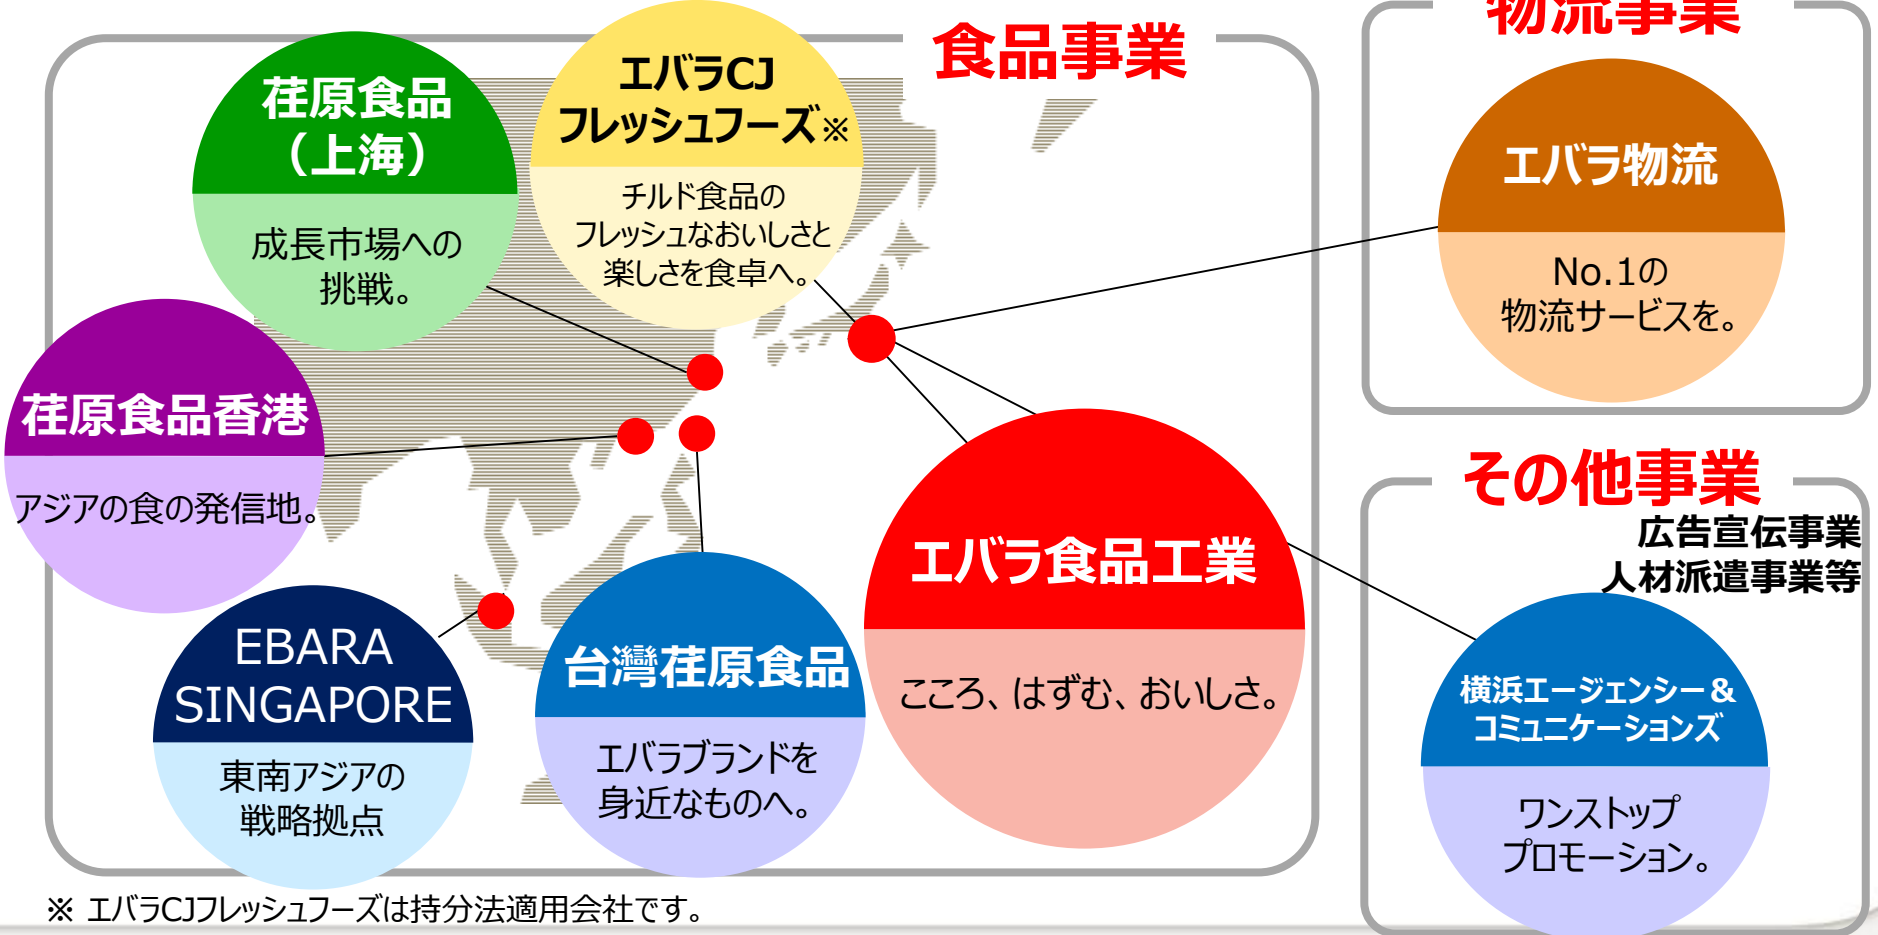 食品事業
荏原食品
（上海）
成長市場への
挑戦。
エバラCJ
フレッシュフーズ※
チルド食品の
フレッシュなおいしさと
楽しさを食卓へ。
荏原食品香港
アジアの食の発信地。
EBARA
SINGAPORE
東南アジアの
戦略拠点
台灣荏原食品
エバラブランドを
身近なものへ。
エバラ食品工業
こころ、はずむ、おいしさ。
物流事業
エバラ物流
No.1の
物流サービスを。
その他事業
広告宣伝事業
人材派遣事業等
横浜エージェンシー&
コミュニケーションズ
ワンストップ
プロモーション。
※ エバラCJフレッシュフーズは持分法適用会社です。